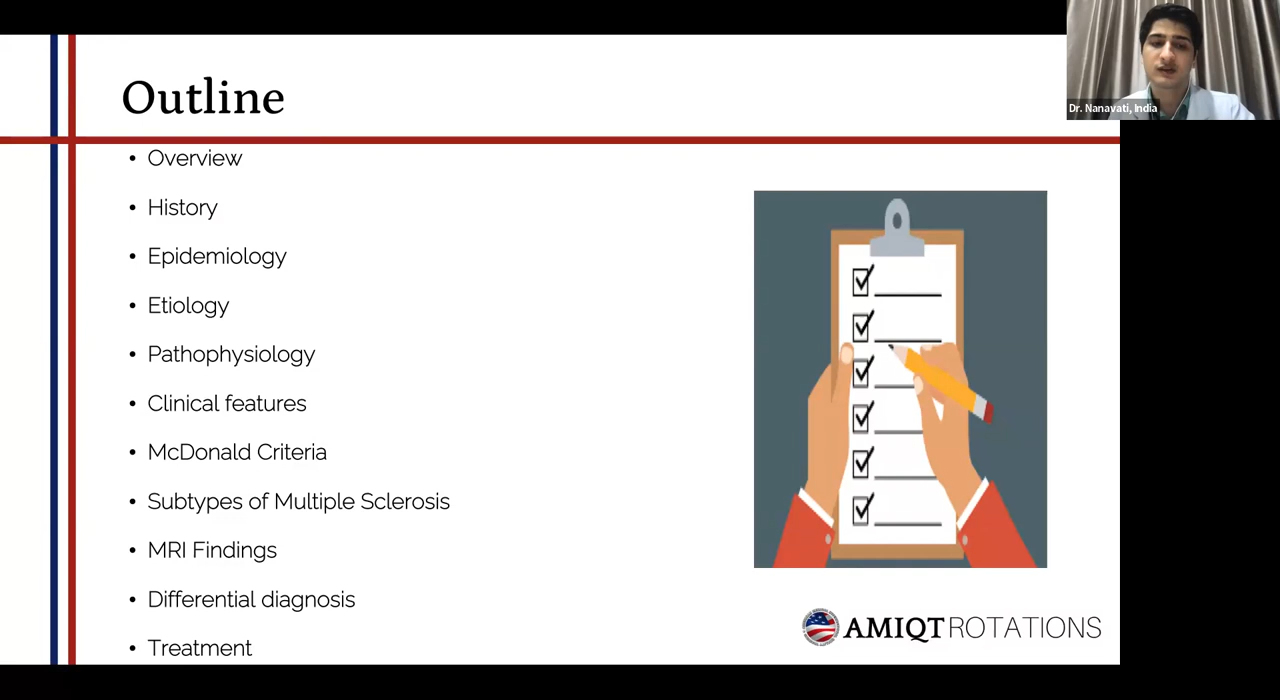 Outline
Dr. Nanavati, India
• Overview
• History
• Epidemiology
• Etiology
• Pathophysiology
• Clinical features
• McDonald Criteria
• Subtypes of Multiple Sclerosis
• MRI Findings
• Differential diagnosis
• Treatment
AMIQT ROTATIONS